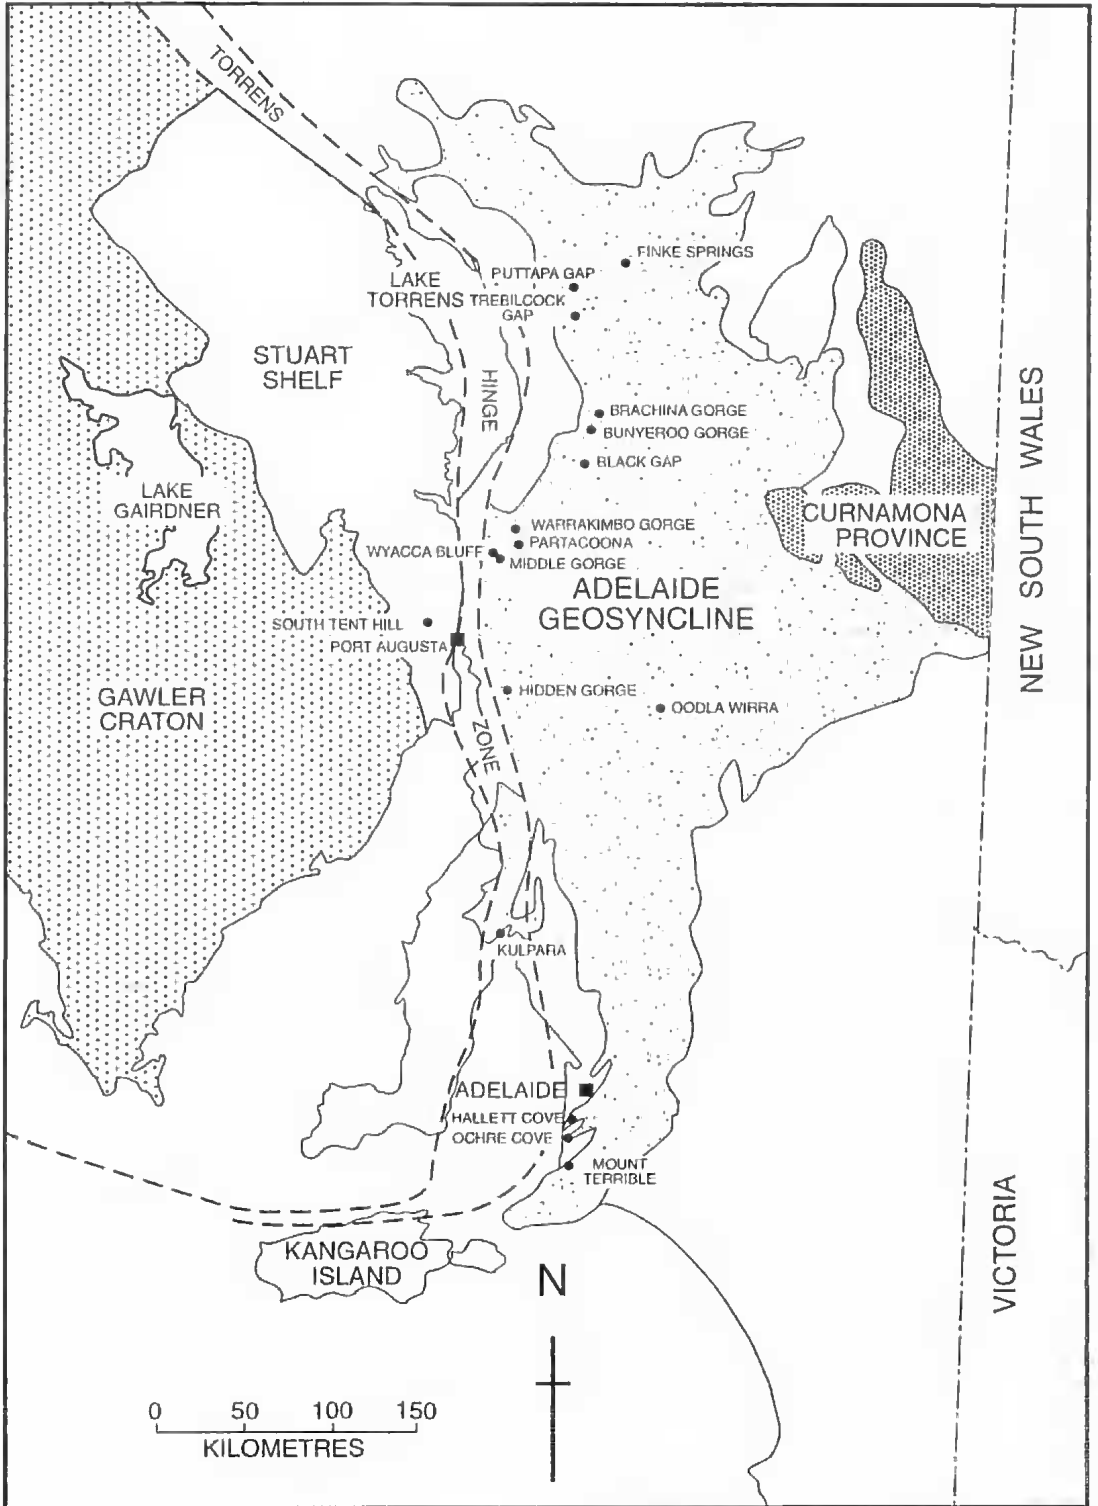 TORRENS
FINKE SPRINGS
PUTTAPA GAP
LAKE
TORRENS
TREBILCOCK
GAP
STUART
SHELF
HINGE
BRACHINA GORGE
BUNYEROO GORGE
BLACK GAP
LAKE
GAIRDNER
CURNAMONA
PROVINCE
WARRAKIMBO GORGE
PARTACOONA
WYACCA BLUFF
MIDDLE GORGE
ADELAIDE
GEOSYNCLINE
SOUTH TENT HILL
PORT AUGUSTA
GAWLER
CRATON
HIDDEN GORGE
OODLA WIRRA
ZONE
NEW SOUTH WALES
KULPARA
ADELAIDE
HALLETT COVE
OCHRE COVE
MOUNT
TERRIBLE
KANGAROO
ISLAND
VICTORIA
N
0 50 100 150
KILOMETRES